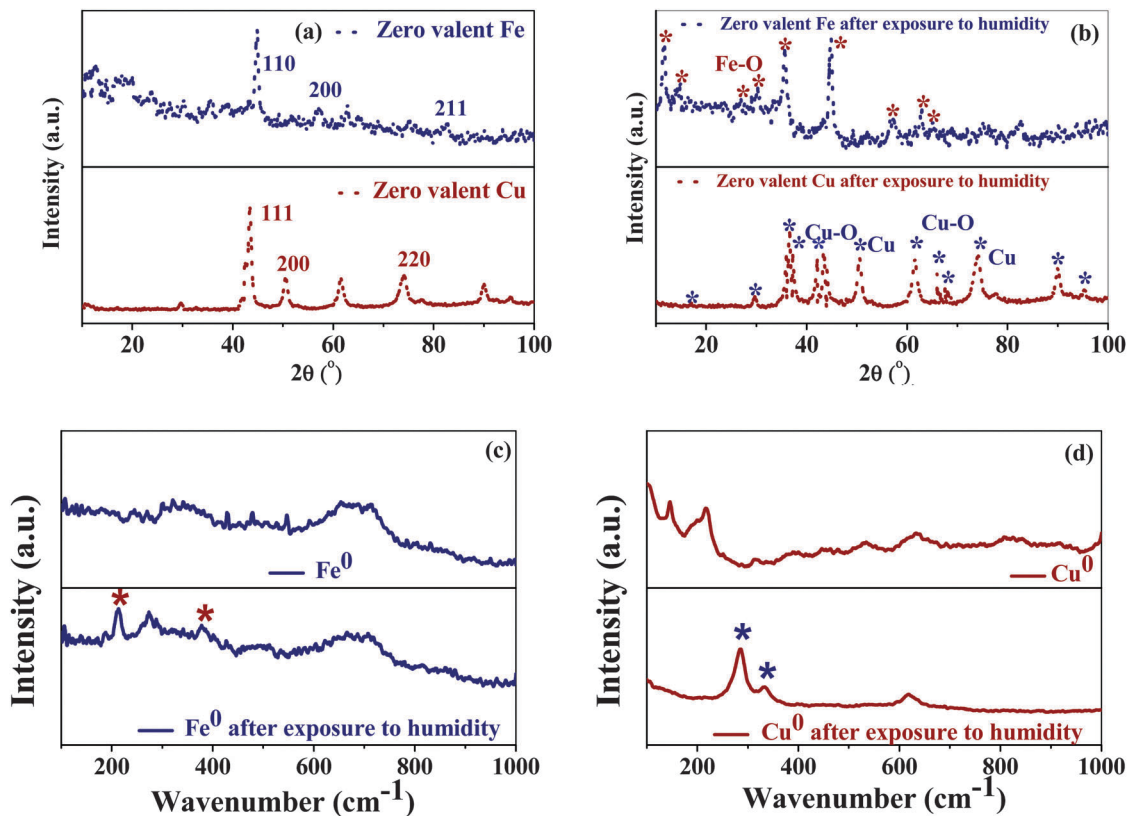 (a)
Zero valent Fe
110
200
211
Zero valent Cu
111
200
220
Intensity (a.u.)
20 40 60 80 100
2θ (°)
(b)
Zero valent Fe after exposure to humidity
* * Fe-O * * * * * * *
Zero valent Cu after exposure to humidity
* * * * Cu-O * * Cu * Cu-O * * * Cu * *
Intensity (a.u.)
20 40 60 80 100
2θ (°).
(c)
Fe⁰
* *
Fe⁰ after exposure to humidity
Intensity (a.u.)
200 400 600 800 1000
Wavenumber (cm⁻¹)
(d)
Cu⁰
* *
Cu⁰ after exposure to humidity
Intensity (a.u.)
200 400 600 800 1000
Wavenumber (cm⁻¹)